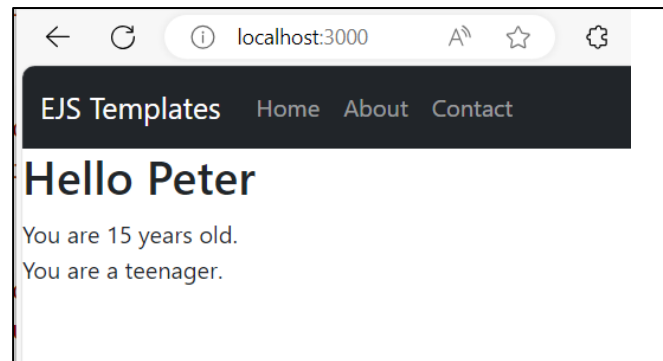 localhost:3000
EJS Templates Home About Contact
Hello Peter
You are 15 years old.
You are a teenager.